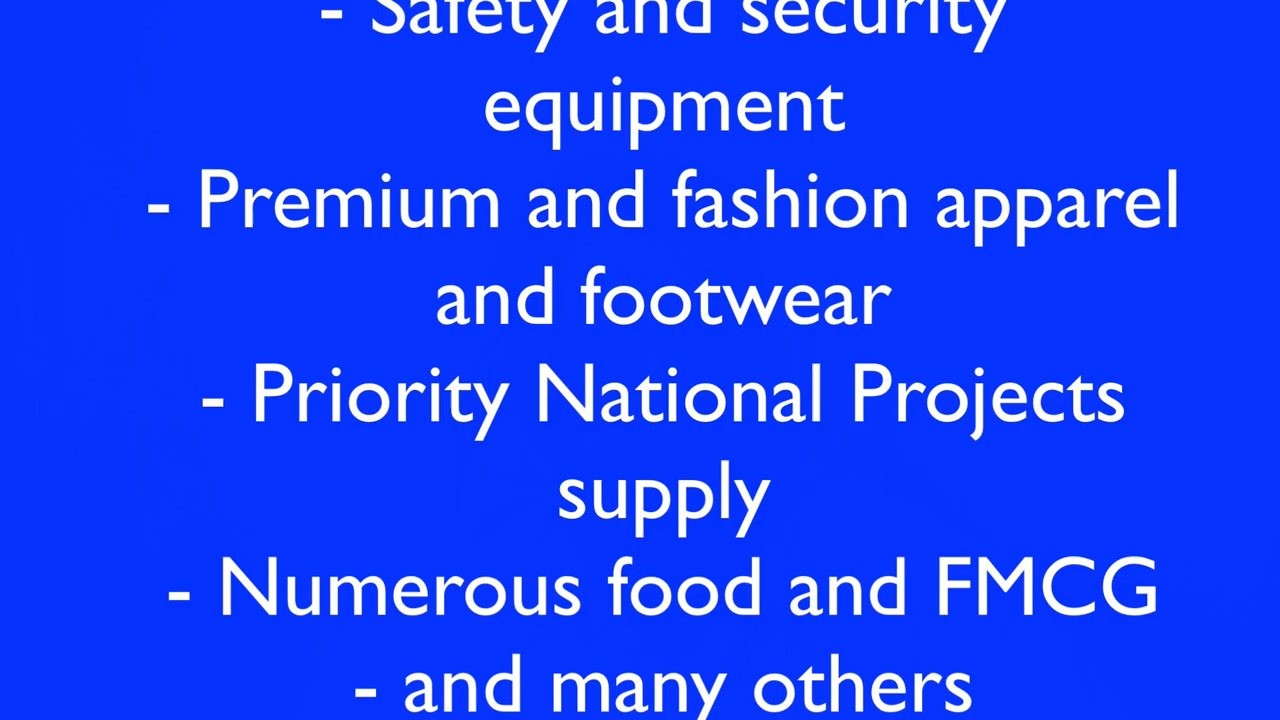 - Safety and security
equipment
- Premium and fashion apparel
and footwear
- Priority National Projects
supply
- Numerous food and FMCG
- and many others